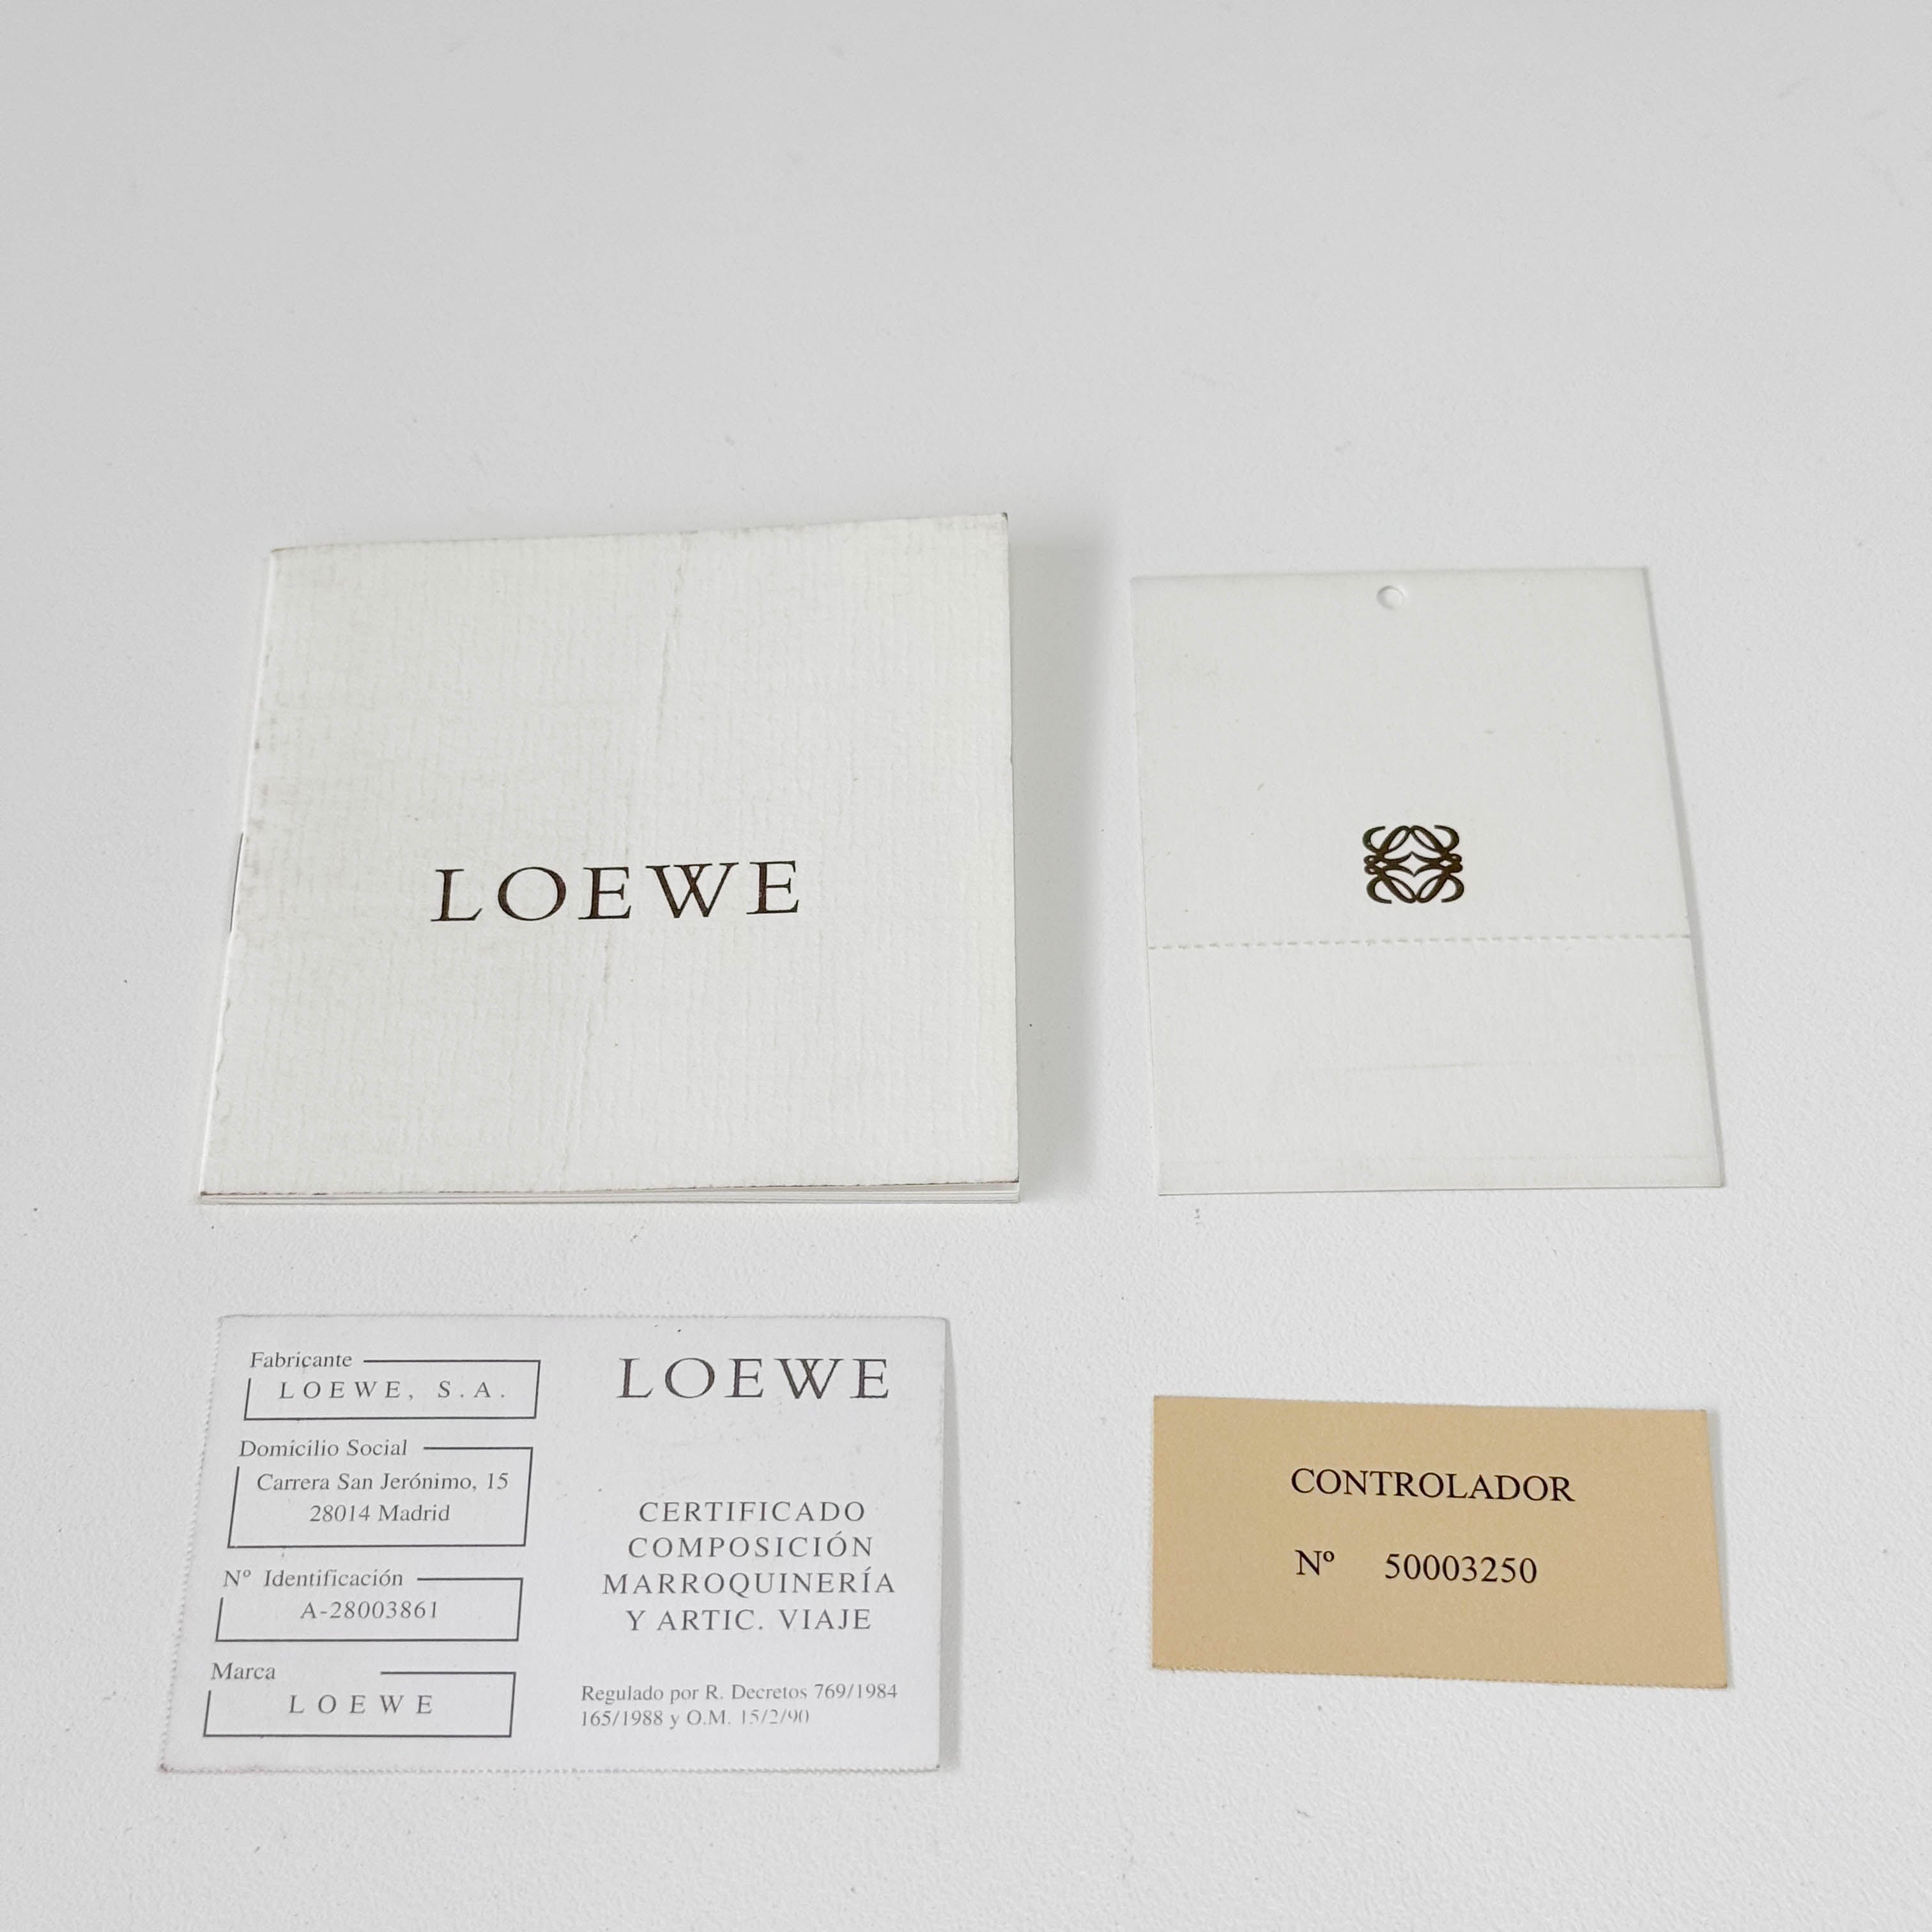 LOEWE
Fabricante
LOEWE, S.A.
Domicilio Social
Carrera San Jerónimo, 15
28014 Madrid
Nº Identificación
A-28003861
Marca
LOEWE
LOEWE
CERTIFICADO
COMPOSICIÓN
MARROQUINERÍA
Y ARTIC. VIAJE
Regulado por R. Decretos 769/1984
165/1988 y O.M. 15/2/90
CONTROLADOR
Nº 50003250